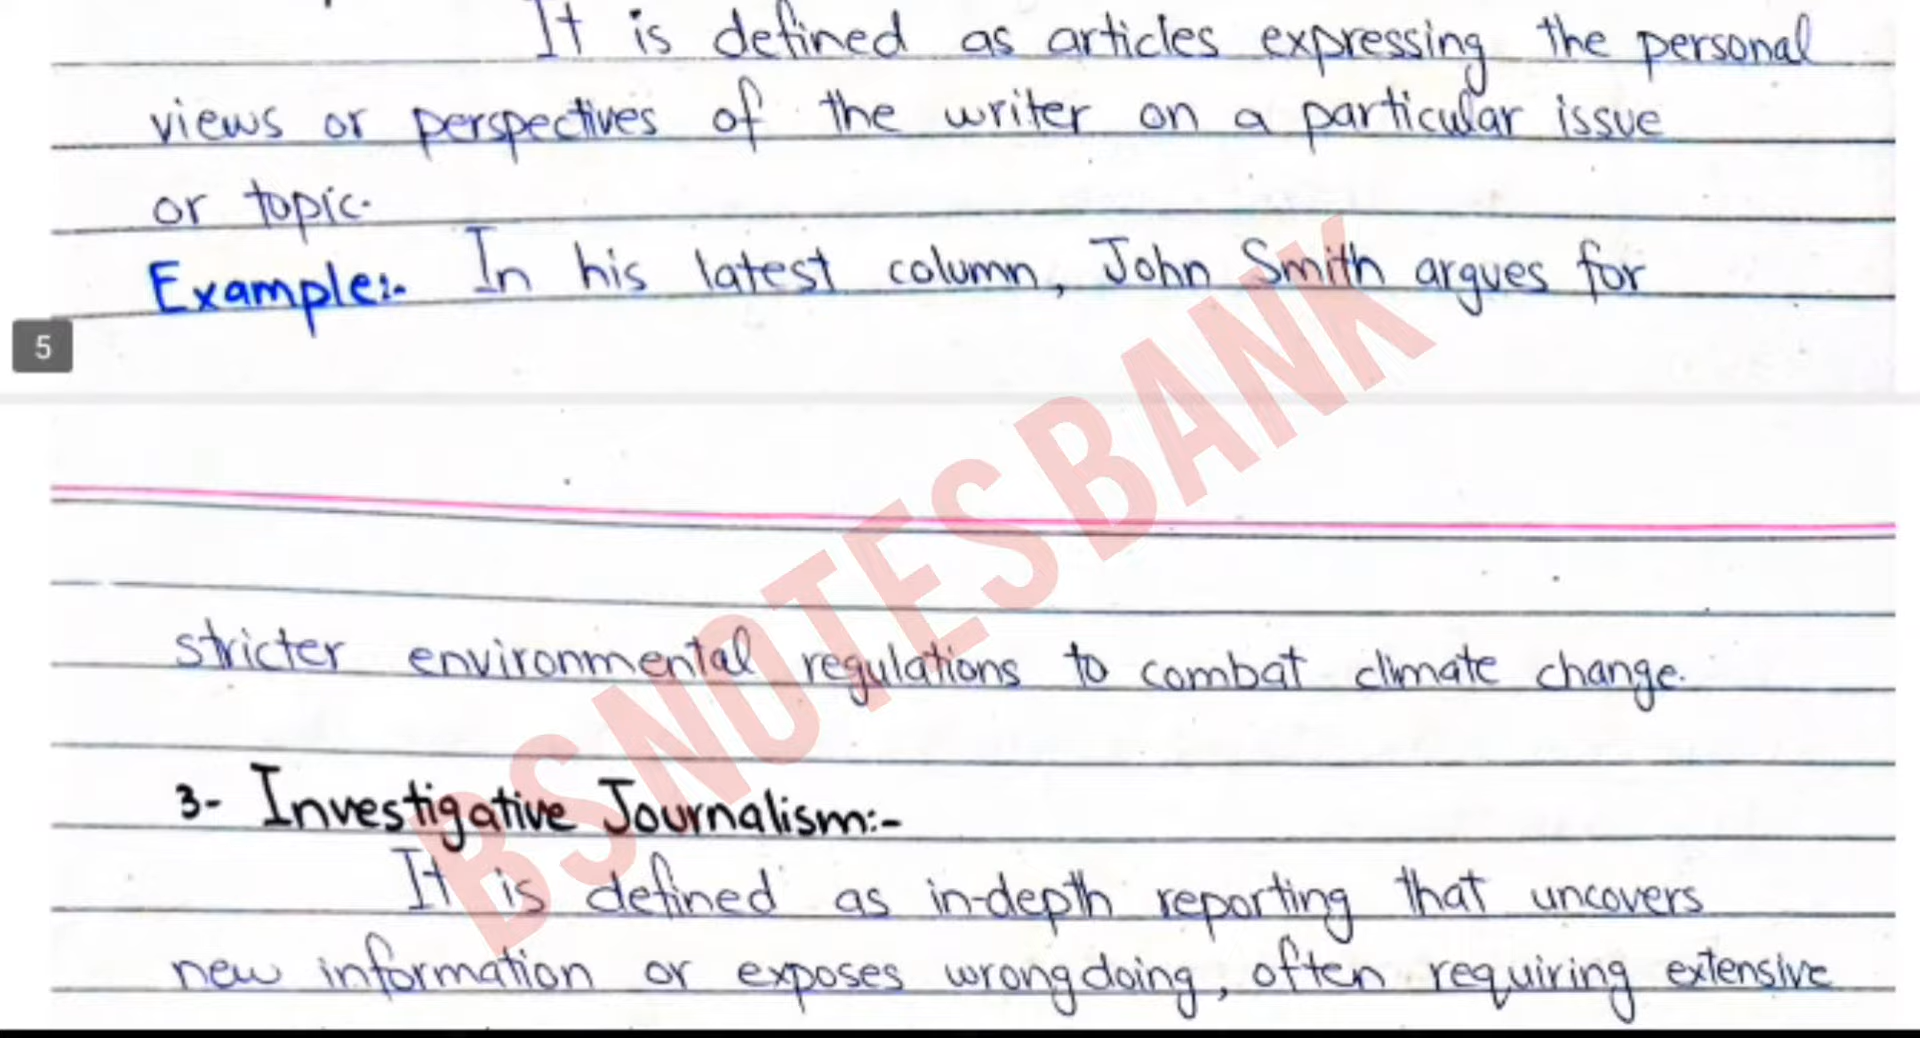 It is defined as articles expressing the personal
views or perspectives of the writer on a particular issue
or topic.
Example:- In his latest column, John Smith argues for
5
stricter environmental regulations to combat climate change.
3- Investigative Journalism:-
It is defined as in-depth reporting that uncovers
new information or exposes wrongdoing, often requiring extensive
BSNOTES BANK